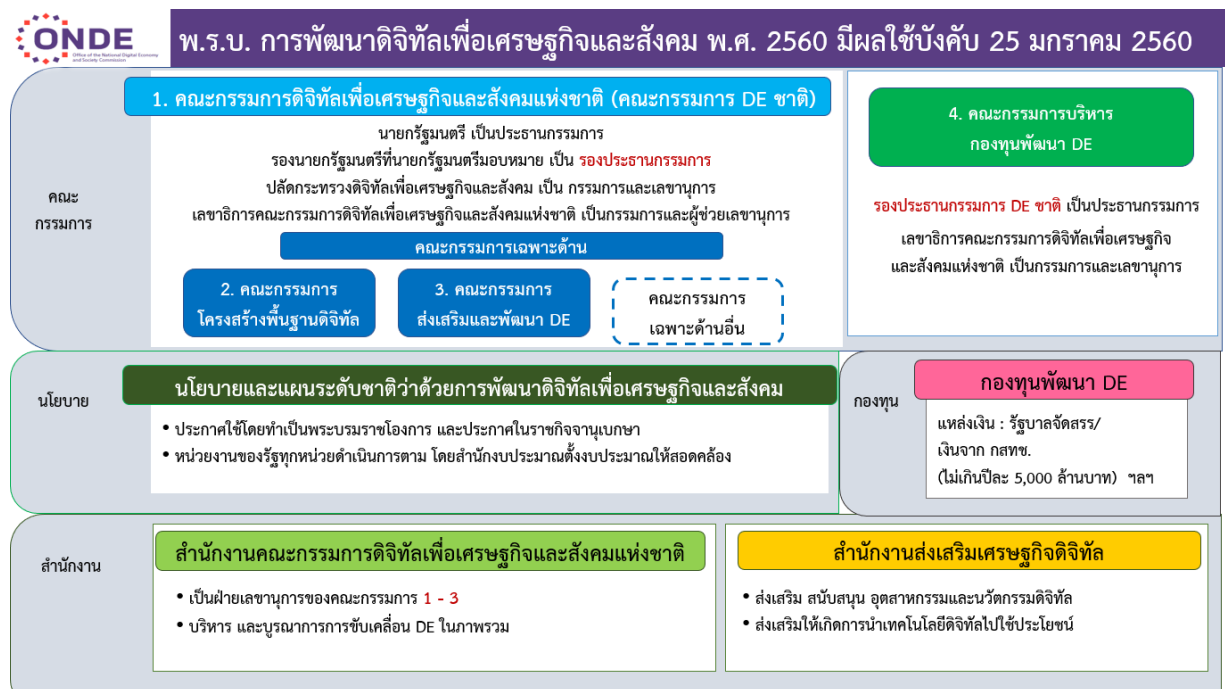 ONDE
Office of the National Digital Economy
and Society Commission
พ.ร.บ. การพัฒนาดิจิทัลเพื่อเศรษฐกิจและสังคม พ.ศ. 2560 มีผลใช้บังคับ 25 มกราคม 2560
คณะ
กรรมการ
1. คณะกรรมการดิจิทัลเพื่อเศรษฐกิจและสังคมแห่งชาติ (คณะกรรมการ DE ชาติ)
นายกรัฐมนตรี เป็นประธานกรรมการ
รองนายกรัฐมนตรีที่นายกรัฐมนตรีมอบหมาย เป็น รองประธานกรรมการ
ปลัดกระทรวงดิจิทัลเพื่อเศรษฐกิจและสังคม เป็น กรรมการและเลขานุการ
เลขาธิการคณะกรรมการดิจิทัลเพื่อเศรษฐกิจและสังคมแห่งชาติ เป็นกรรมการและผู้ช่วยเลขานุการ
คณะกรรมการเฉพาะด้าน
2. คณะกรรมการ
โครงสร้างพื้นฐานดิจิทัล
3. คณะกรรมการ
ส่งเสริมและพัฒนา DE
คณะกรรมการ
เฉพาะด้านอื่น
4. คณะกรรมการบริหาร
กองทุนพัฒนา DE
รองประธานกรรมการ DE ชาติ เป็นประธานกรรมการ
เลขาธิการคณะกรรมการดิจิทัลเพื่อเศรษฐกิจ
และสังคมแห่งชาติ เป็นกรรมการและเลขานุการ
นโยบาย
นโยบายและแผนระดับชาติว่าด้วยการพัฒนาดิจิทัลเพื่อเศรษฐกิจและสังคม
• ประกาศใช้โดยทำเป็นพระบรมราชโองการ และประกาศในราชกิจจานุเบกษา
• หน่วยงานของรัฐทุกหน่วยดำเนินการตาม โดยสำนักงบประมาณตั้งงบประมาณให้สอดคล้อง
กองทุน
กองทุนพัฒนา DE
แหล่งเงิน : รัฐบาลจัดสรร/
เงินจาก กสทช.
(ไม่เกินปีละ 5,000 ล้านบาท) ฯลฯ
สำนักงาน
สำนักงานคณะกรรมการดิจิทัลเพื่อเศรษฐกิจและสังคมแห่งชาติ
• เป็นฝ่ายเลขานุการของคณะกรรมการ 1 - 3
• บริหาร และบูรณาการการขับเคลื่อน DE ในภาพรวม
สำนักงานส่งเสริมเศรษฐกิจดิจิทัล
• ส่งเสริม สนับสนุน อุตสาหกรรมและนวัตกรรมดิจิทัล
• ส่งเสริมให้เกิดการนำเทคโนโลยีดิจิทัลไปใช้ประโยชน์